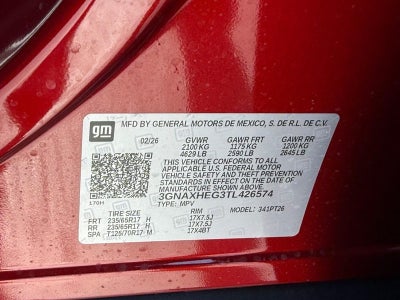 gm
MFD BY GENERAL MOTORS DE MEXICO, S. DE R.L. DE C.V.
02/26 GVWR GAWR FRT GAWR RR
2100 KG 1175 KG 1200 KG
4629 LB 2590 LB 2645 LB
THIS VEHICLE CONFORMS TO ALL
APPLICABLE U.S. FEDERAL MOTOR
VEHICLE SAFETY AND THEFT PREVENTION
STANDARDS IN EFFECT ON THE DATE OF
MANUFACTURE SHOWN ABOVE.
3GNAXHEG3TL426574
170H TYPE: MPV MODEL: 341PT26
TIRE SIZE RIM
FRT 235/65R17 H 17X7.5J
RR 235/65R17 H 17X7.5J
SPA T125/70R17 M 17X4BT